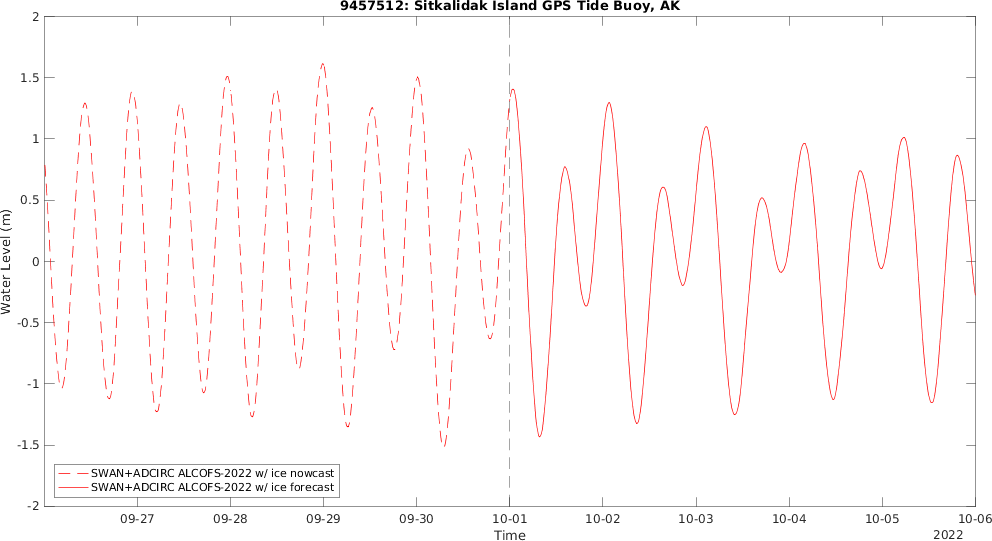 9457512: Sitkalidak Island GPS Tide Buoy, AK
2
1.5
1
0.5
0
-0.5
-1
-1.5
-2
Water Level (m)
SWAN+ADCIRC ALCOFS-2022 w/ ice nowcast
SWAN+ADCIRC ALCOFS-2022 w/ ice forecast
09-27 09-28 09-29 09-30 10-01 10-02 10-03 10-04 10-05 10-06
Time
2022